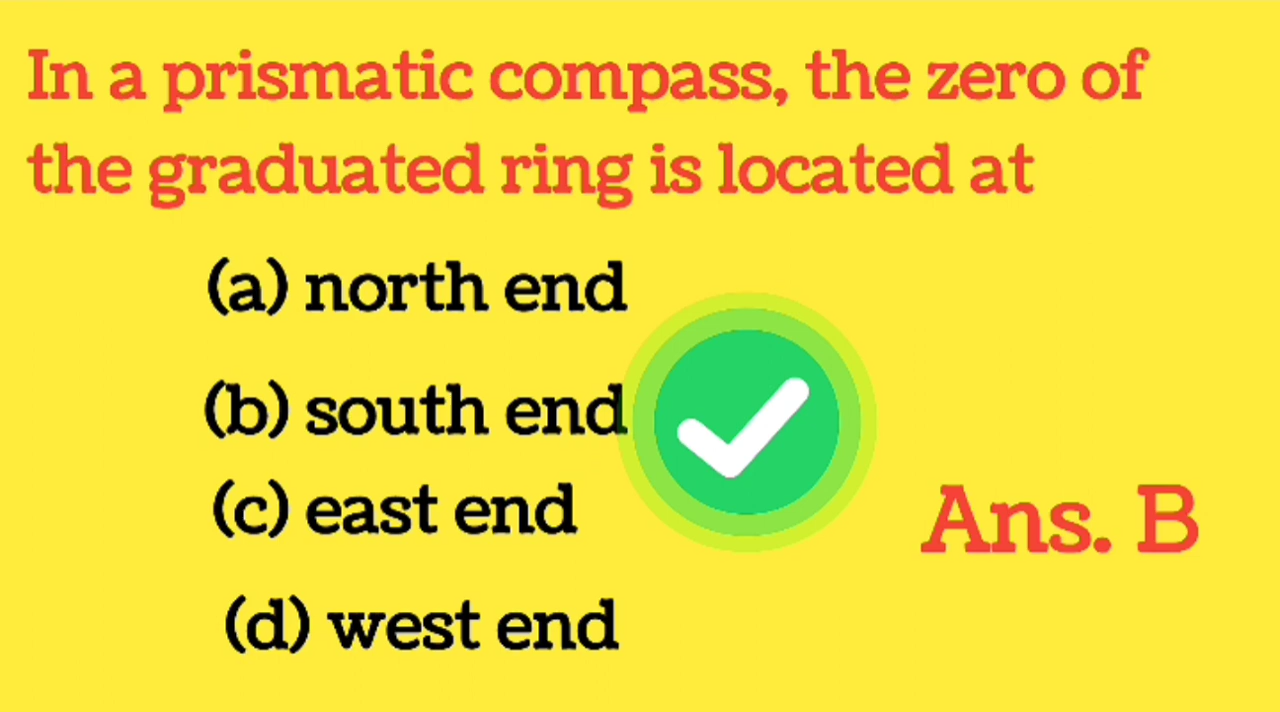 In a prismatic compass, the zero of
the graduated ring is located at
(a) north end
(b) south end
(c) east end
Ans. B
(d) west end